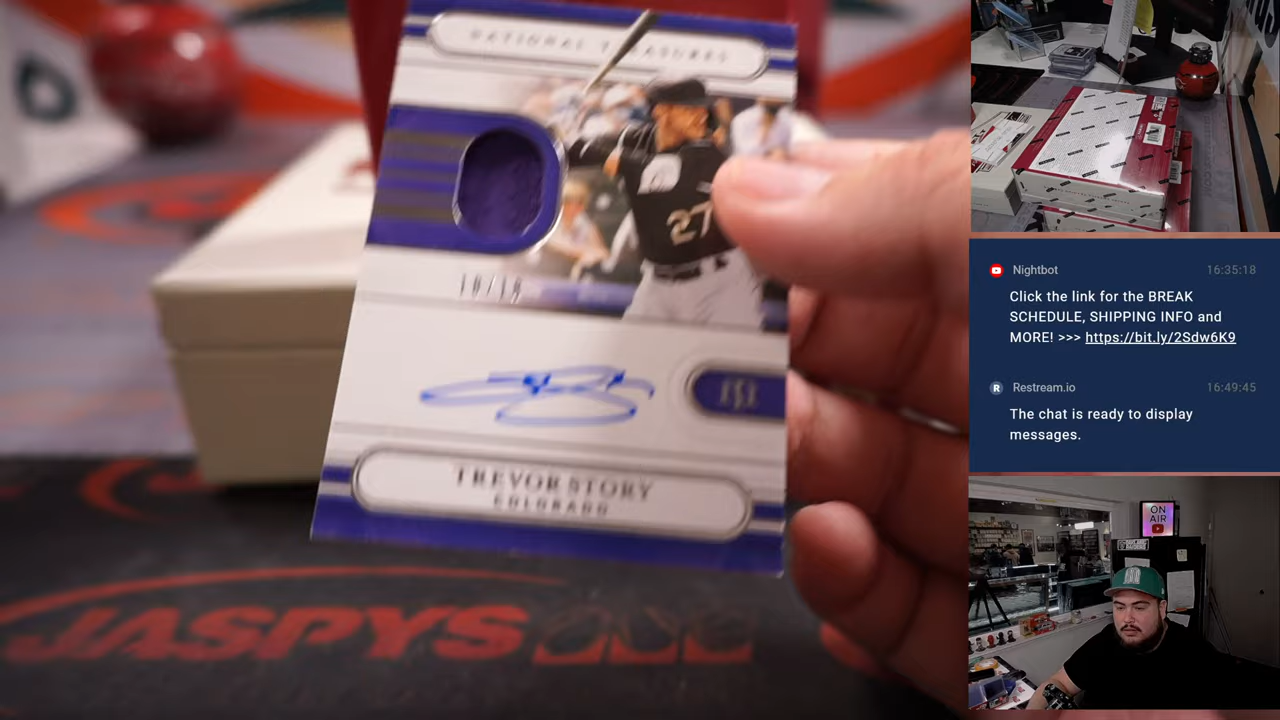 NATIONAL TREASURES
27
TREVOR STORY
COLORADO
JASPYS
Nightbot
16:35:18
Click the link for the BREAK
SCHEDULE, SHIPPING INFO and
MORE! >>> https://bit.ly/2Sdw6K9
Restream.io
16:49:45
The chat is ready to display
messages.
ON
AIR